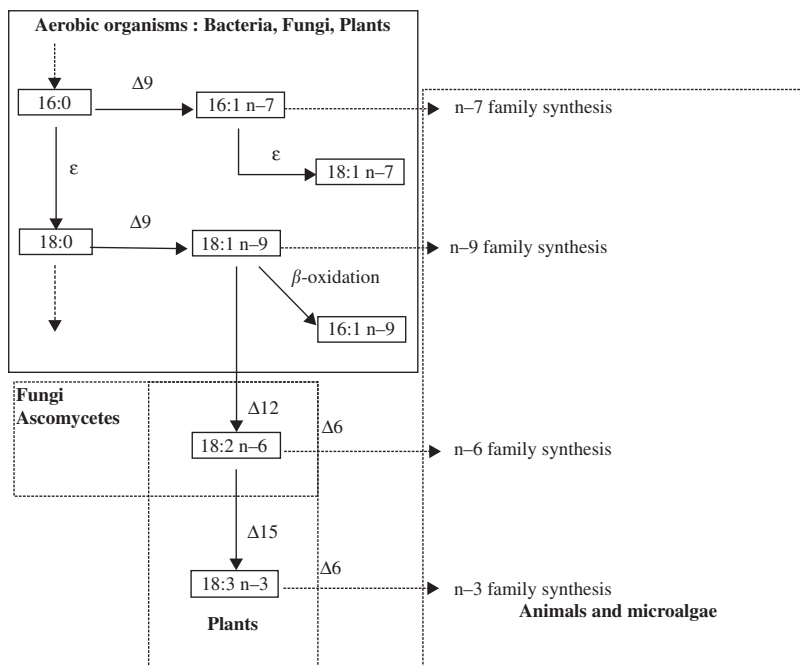 Aerobic organisms : Bacteria, Fungi, Plants
Δ9
16:0
16:1 n–7
n–7 family synthesis
ε
ε
18:1 n–7
Δ9
18:0
18:1 n–9
n–9 family synthesis
β-oxidation
16:1 n–9
Fungi
Ascomycetes
Δ12
Δ6
18:2 n–6
n–6 family synthesis
Δ15
Δ6
18:3 n–3
n–3 family synthesis
Animals and microalgae
Plants